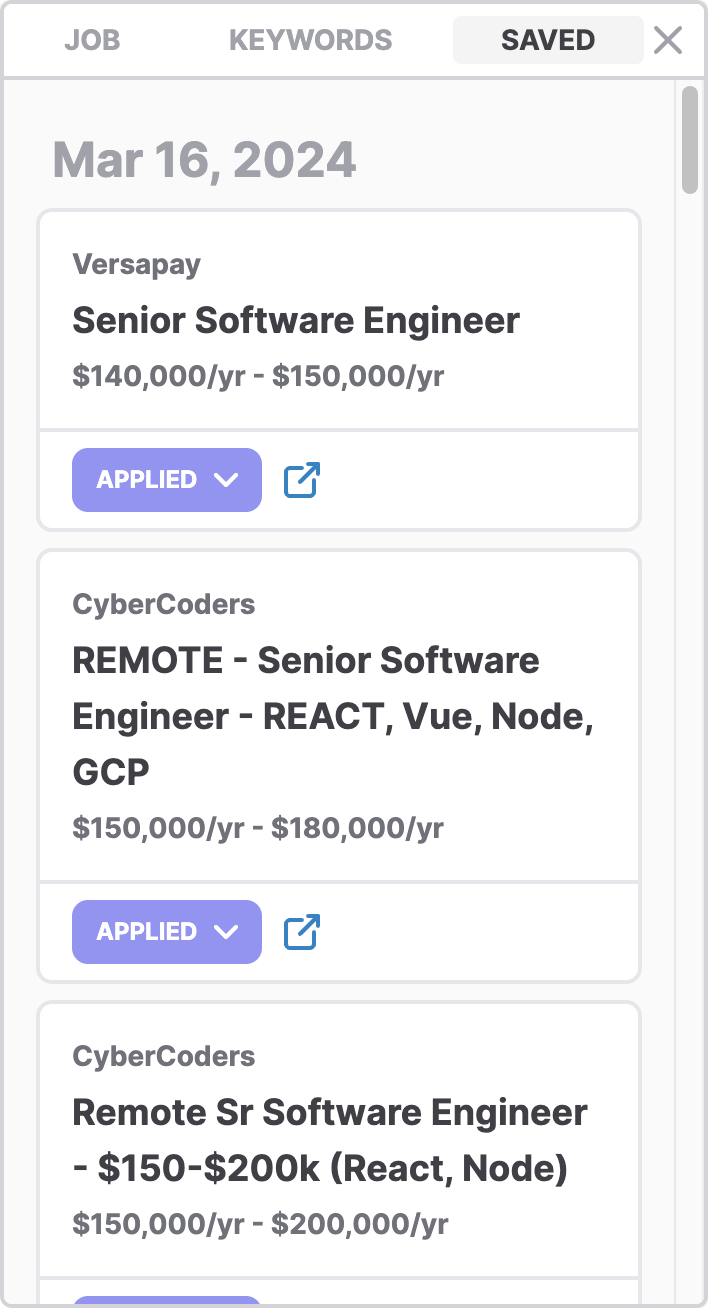 JOB KEYWORDS SAVED
Mar 16, 2024
Versapay
Senior Software Engineer
$140,000/yr - $150,000/yr
APPLIED
CyberCoders
REMOTE - Senior Software
Engineer - REACT, Vue, Node,
GCP
$150,000/yr - $180,000/yr
APPLIED
CyberCoders
Remote Sr Software Engineer
- $150-$200k (React, Node)
$150,000/yr - $200,000/yr